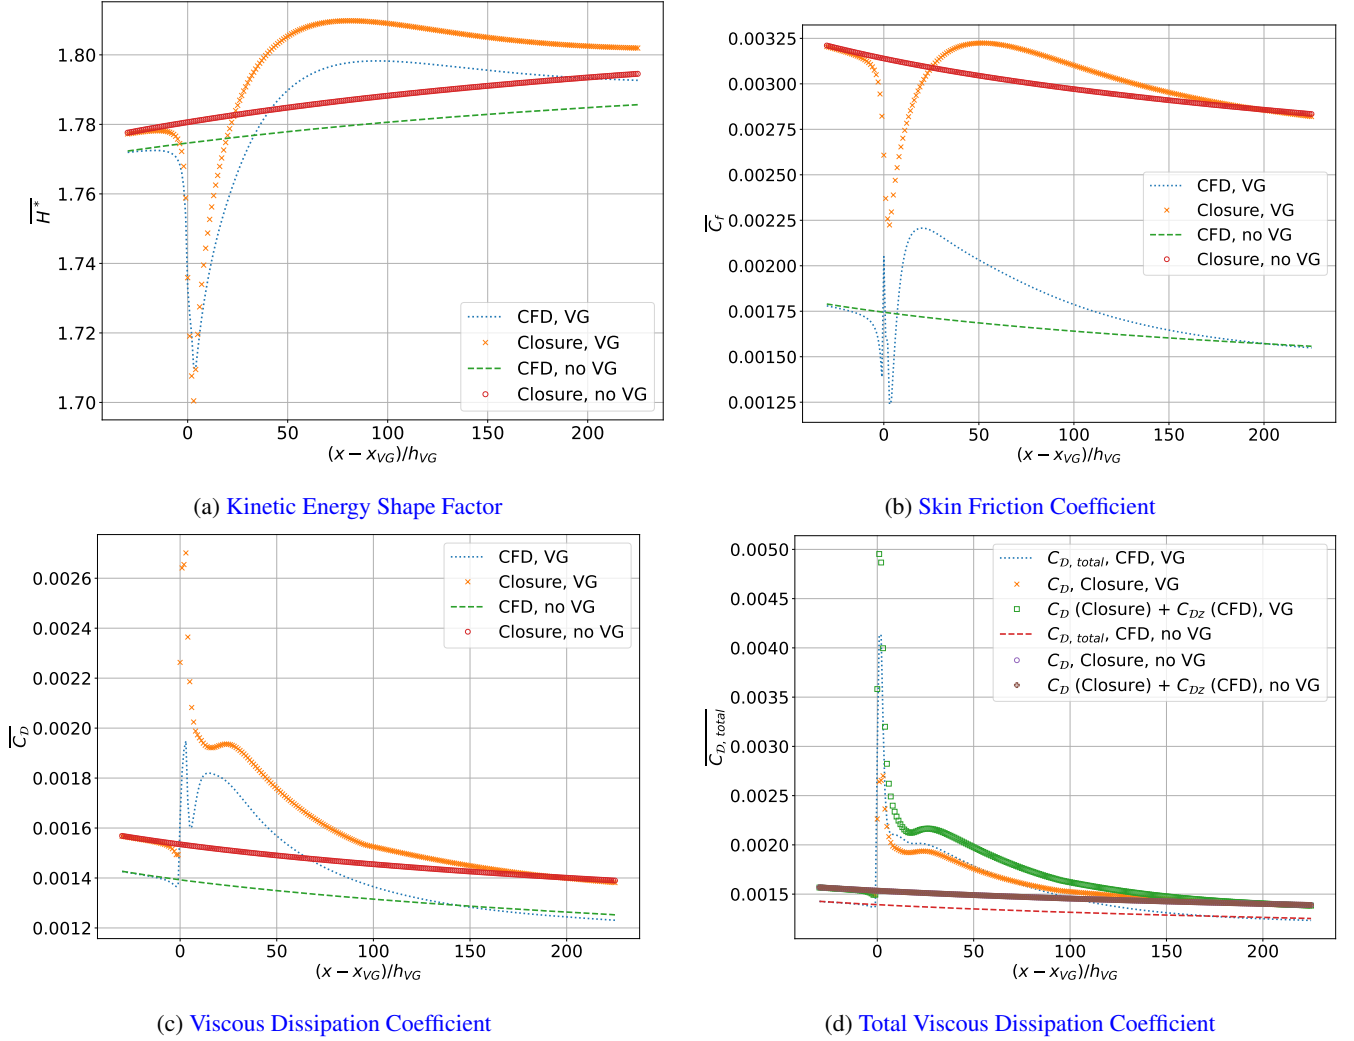 1.80
1.78
1.76
1.74
1.72
1.70
H*
0 50 100 150 200
(x − x_VG)/h_VG
CFD, VG
Closure, VG
CFD, no VG
Closure, no VG
(a) Kinetic Energy Shape Factor
0.00325
0.00300
0.00275
0.00250
0.00225
0.00200
0.00175
0.00150
0.00125
C_f
0 50 100 150 200
(x − x_VG)/h_VG
CFD, VG
Closure, VG
CFD, no VG
Closure, no VG
(b) Skin Friction Coefficient
0.0026
0.0024
0.0022
0.0020
0.0018
0.0016
0.0014
0.0012
C_D
0 50 100 150 200
(x − x_VG)/h_VG
CFD, VG
Closure, VG
CFD, no VG
Closure, no VG
(c) Viscous Dissipation Coefficient
0.0050
0.0045
0.0040
0.0035
0.0030
0.0025
0.0020
0.0015
C_D, total
0 50 100 150 200
(x − x_VG)/h_VG
C_D, total, CFD, VG
C_D, Closure, VG
C_D (Closure) + C_Dz (CFD), VG
C_D, total, CFD, no VG
C_D, Closure, no VG
C_D (Closure) + C_Dz (CFD), no VG
(d) Total Viscous Dissipation Coefficient